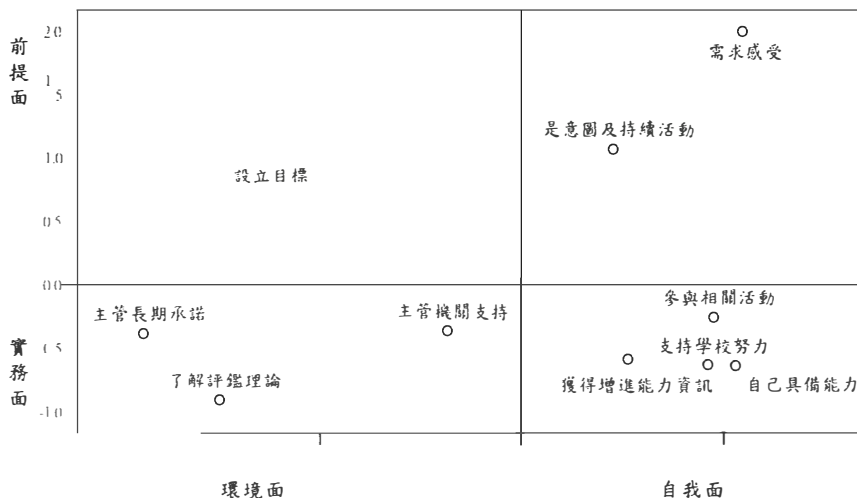 前提面
2.0
1.5
1.0
0.5
0.0
0.5
-1.0
需求感受
是意圖及持續活動
設立目標
主管長期承諾
主管機關支持
參與相關活動
支持學校努力
了解評鑑理論
獲得增進能力資訊
自己具備能力
實務面
環境面
自我面